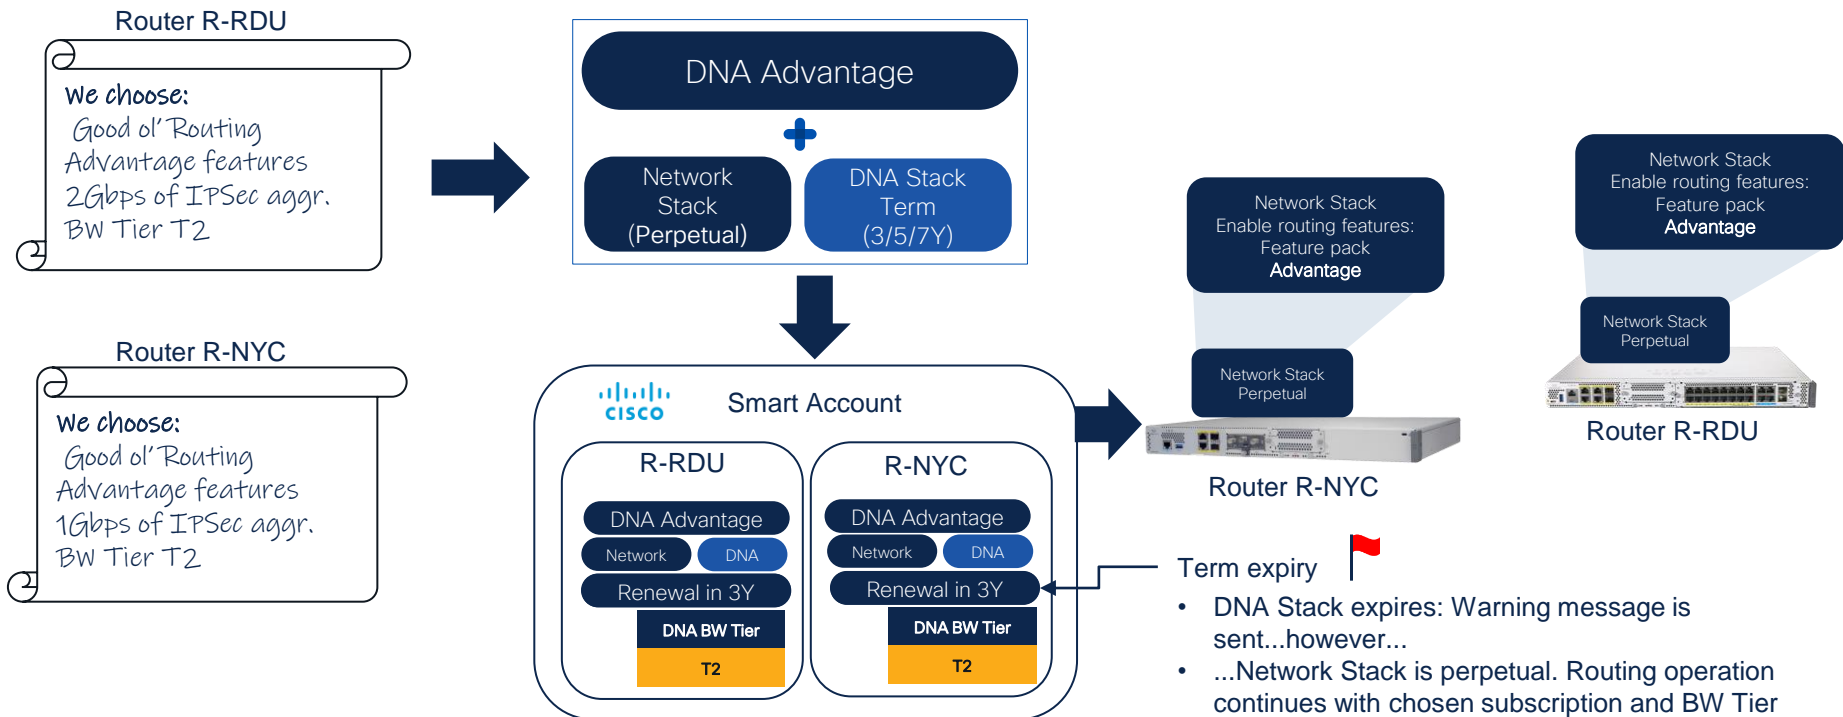 Router R-RDU
We choose:
Good ol' Routing
Advantage features
2Gbps of IPSec aggr.
BW Tier T2
Router R-NYC
We choose:
Good ol' Routing
Advantage features
1Gbps of IPSec aggr.
BW Tier T2
DNA Advantage
Network
Stack
(Perpetual)
DNA Stack
Term
(3/5/7Y)
CISCO
Smart Account
R-RDU
DNA Advantage
Network
DNA
Renewal in 3Y
DNA BW Tier
T2
R-NYC
DNA Advantage
Network
DNA
Renewal in 3Y
DNA BW Tier
T2
Network Stack
Enable routing features:
Feature pack
Advantage
Network Stack
Perpetual
Router R-NYC
Network Stack
Enable routing features:
Feature pack
Advantage
Network Stack
Perpetual
Router R-RDU
Term expiry
• DNA Stack expires: Warning message is
sent...however...
• ...Network Stack is perpetual. Routing operation
continues with chosen subscription and BW Tier